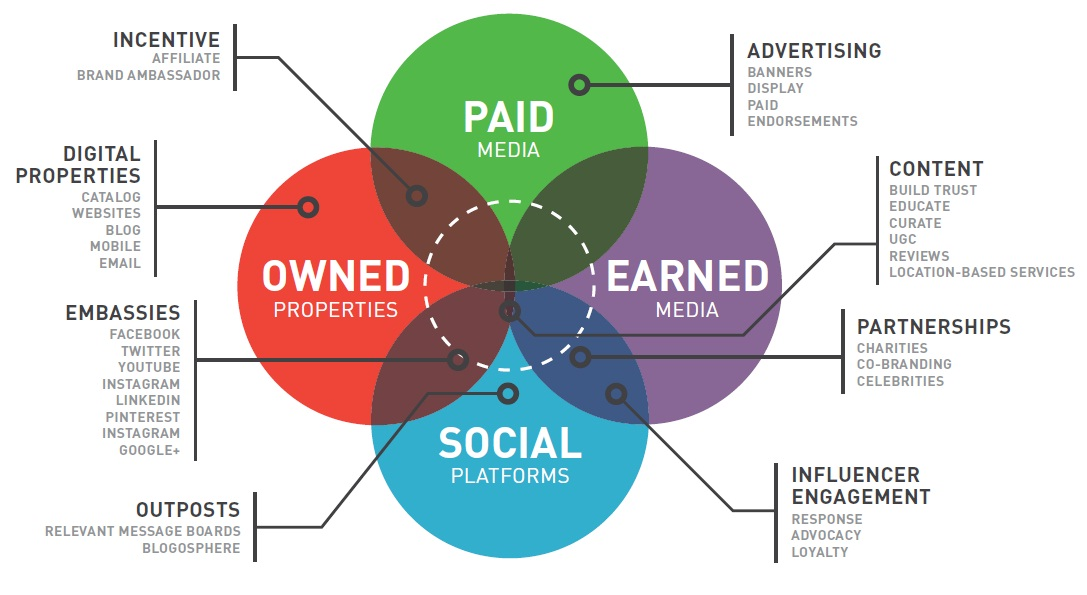 INCENTIVE
AFFILIATE
BRAND AMBASSADOR
ADVERTISING
BANNERS
DISPLAY
PAID
ENDORSEMENTS
PAID
MEDIA
DIGITAL
PROPERTIES
CATALOG
WEBSITES
BLOG
MOBILE
EMAIL
CONTENT
BUILD TRUST
EDUCATE
CURATE
UGC
REVIEWS
LOCATION-BASED SERVICES
OWNED
PROPERTIES
EARNED
MEDIA
EMBASSIES
FACEBOOK
TWITTER
YOUTUBE
INSTAGRAM
LINKEDIN
PINTEREST
INSTAGRAM
GOOGLE+
PARTNERSHIPS
CHARITIES
CO-BRANDING
CELEBRITIES
SOCIAL
PLATFORMS
OUTPOSTS
RELEVANT MESSAGE BOARDS
BLOGOSPHERE
INFLUENCER
ENGAGEMENT
RESPONSE
ADVOCACY
LOYALTY